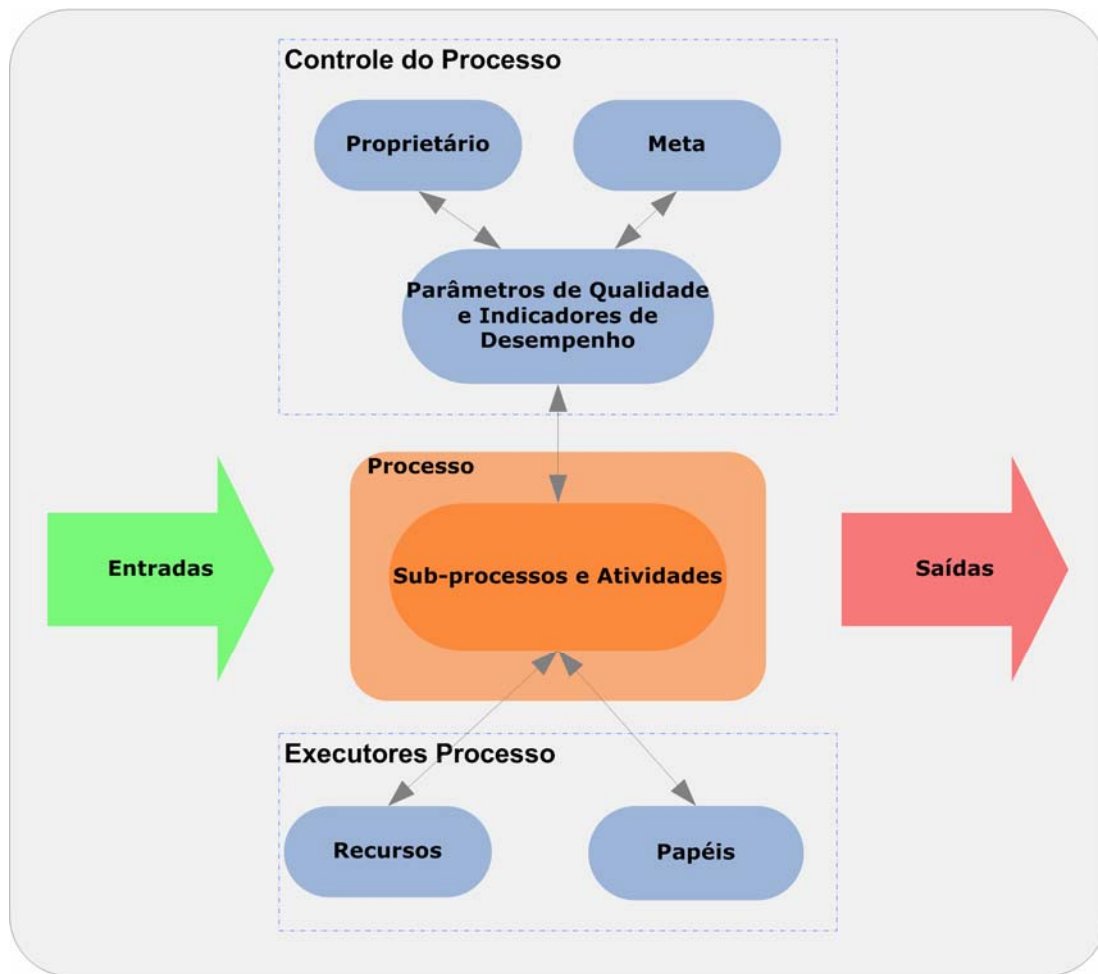 Controle do Processo
Proprietário
Meta
Parâmetros de Qualidade
e Indicadores de
Desempenho
Processo
Entradas
Sub-processos e Atividades
Saídas
Executores Processo
Recursos
Papéis